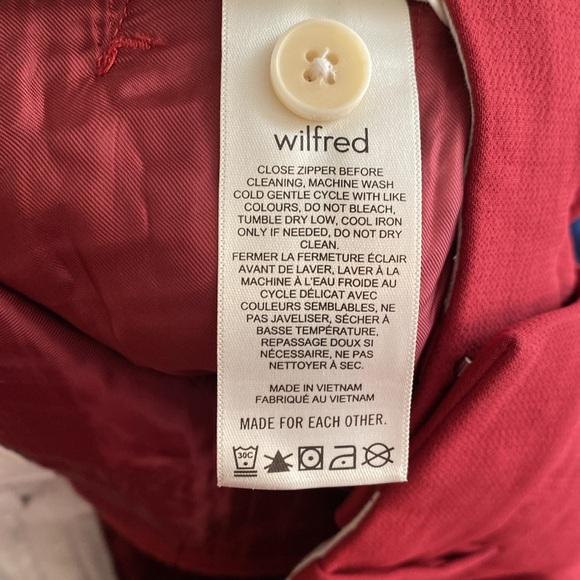 wilfred
CLOSE ZIPPER BEFORE
CLEANING, MACHINE WASH
COLD GENTLE CYCLE WITH LIKE
COLOURS, DO NOT BLEACH,
TUMBLE DRY LOW, COOL IRON
ONLY IF NEEDED, DO NOT DRY
CLEAN.
FERMER LA FERMETURE ÉCLAIR
AVANT DE LAVER, LAVER À LA
MACHINE À L'EAU FROIDE AU
CYCLE DÉLICAT AVEC
COULEURS SEMBLABLES, NE
PAS JAVELISER, SÉCHER À
BASSE TEMPÉRATURE,
REPASSAGE DOUX SI
NÉCESSAIRE, NE PAS
NETTOYER À SEC.
MADE IN VIETNAM
FABRIQUÉ AU VIETNAM
MADE FOR EACH OTHER.
30C